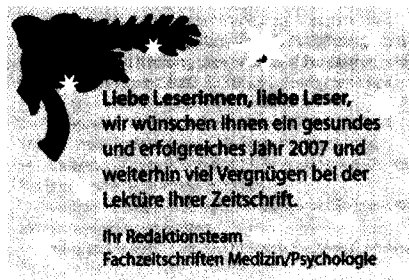 Liebe Leserinnen, liebe Leser,
wir wünschen Ihnen ein gesundes
und erfolgreiches Jahr 2007 und
weiterhin viel Vergnügen bei der
Lektüre Ihrer Zeitschrift.
Ihr Redaktionsteam
Fachzeitschriften Medizin/Psychologie